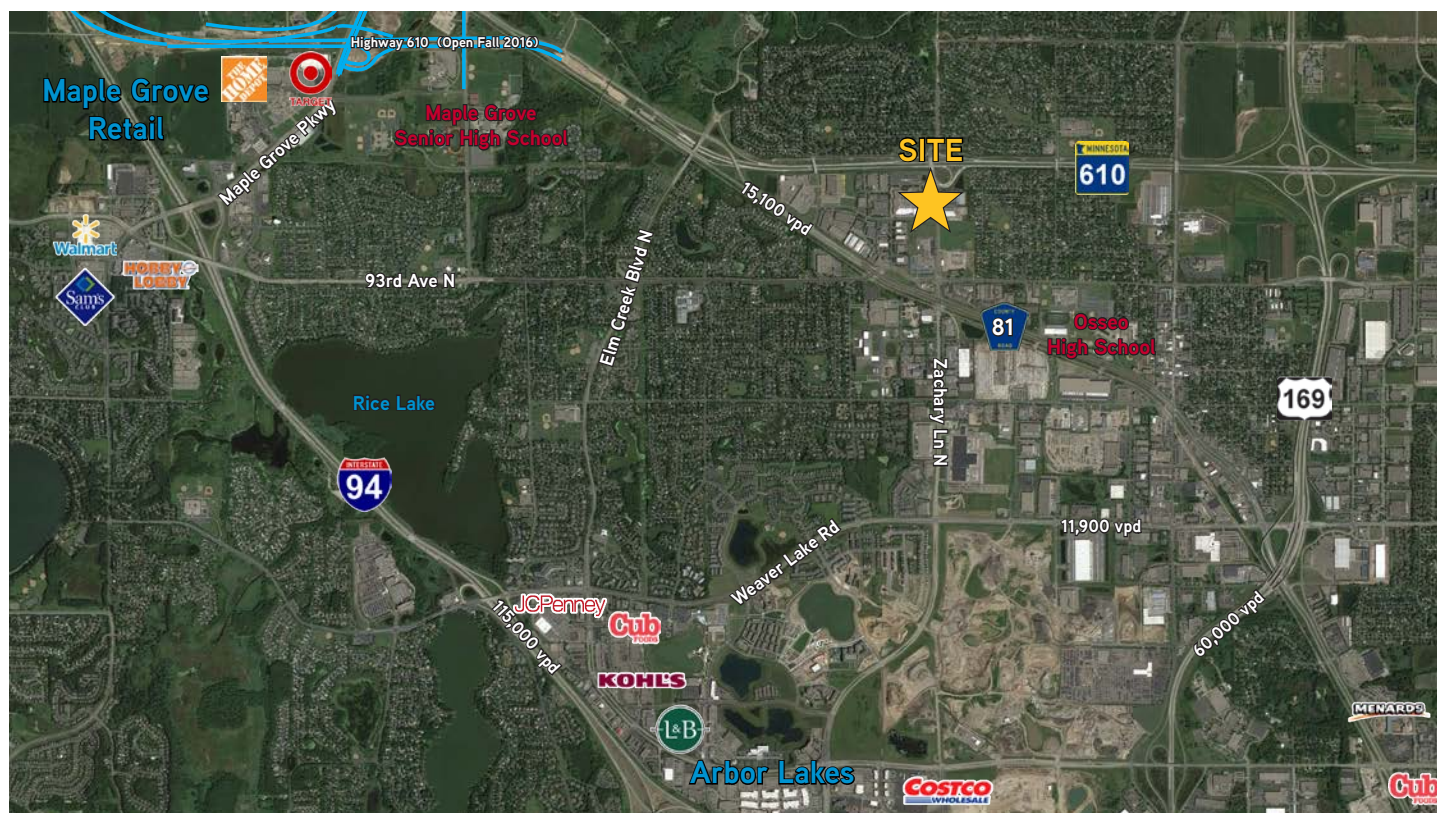 Highway 610 (Open Fall 2016)
THE
HOME
DEPOT
TARGET
Maple Grove
Retail
Maple Grove Pkwy
Maple Grove
Senior High School
SITE
MINNESOTA
610
15,100 vpd
Walmart
HOBBY
LOBBY
Sam's
CLUB
93rd Ave N
Elm Creek Blvd N
COUNTY
81
ROAD
Osseo
High School
Zachary Ln N
169
Rice Lake
INTERSTATE
94
11,900 vpd
Weaver Lake Rd
JCPenney
115,000 vpd
Cub
FOODS
60,000 vpd
KOHL'S
L&B
MENARDS
Arbor Lakes
COSTCO
WHOLESALE
Cub
FOODS